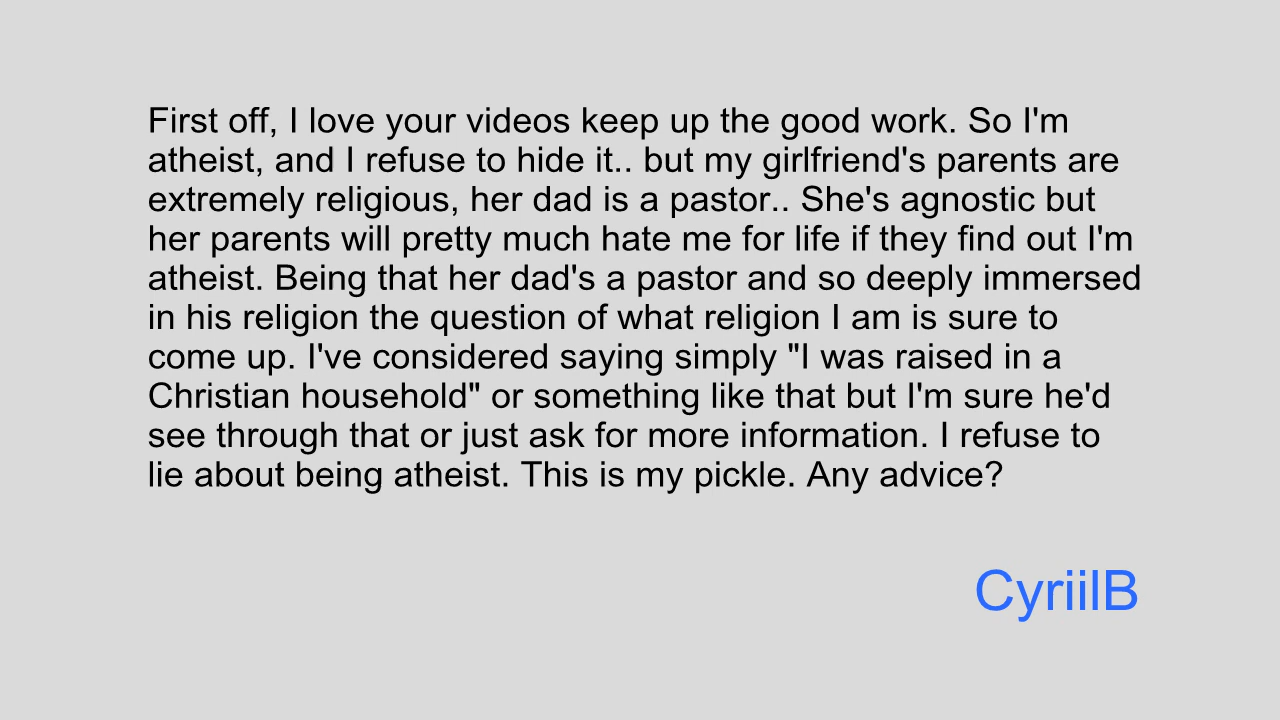 First off, I love your videos keep up the good work. So I'm
atheist, and I refuse to hide it.. but my girlfriend's parents are
extremely religious, her dad is a pastor.. She's agnostic but
her parents will pretty much hate me for life if they find out I'm
atheist. Being that her dad's a pastor and so deeply immersed
in his religion the question of what religion I am is sure to
come up. I've considered saying simply "I was raised in a
Christian household" or something like that but I'm sure he'd
see through that or just ask for more information. I refuse to
lie about being atheist. This is my pickle. Any advice?
CyriilB